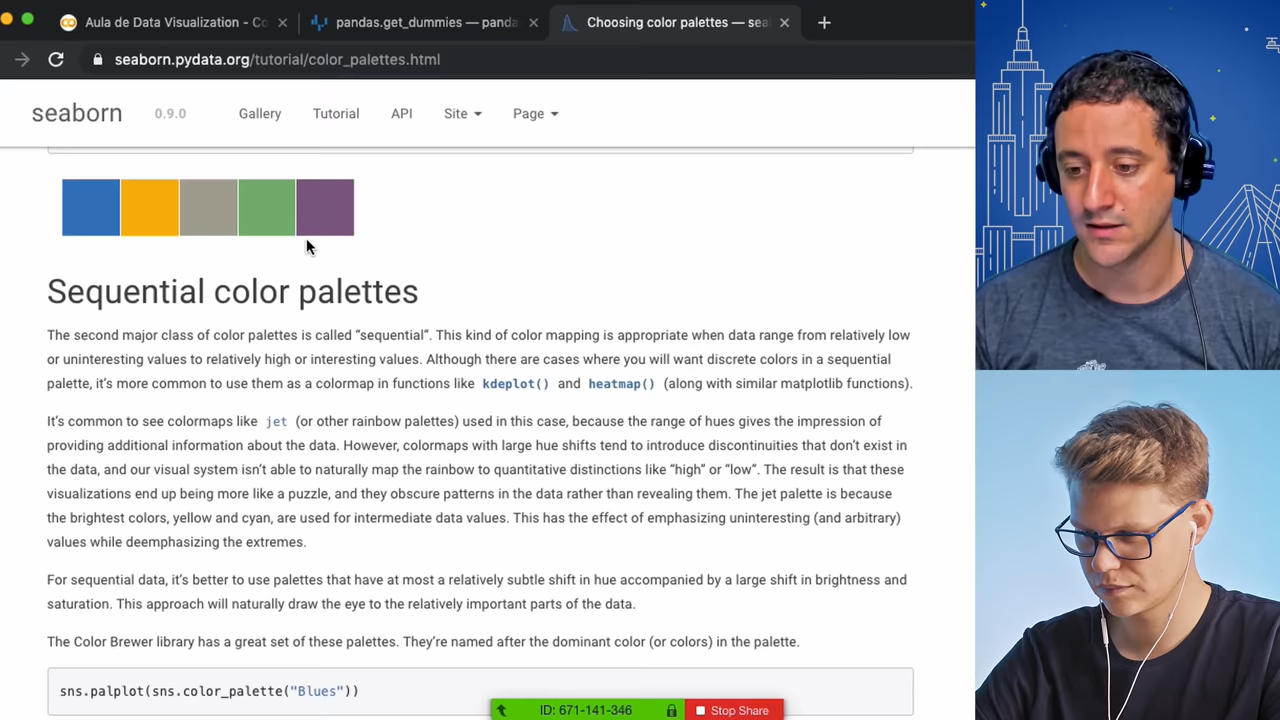 Aula de Data Visualization - Co
pandas.get_dummies — panda
Choosing color palettes — sea
seaborn.pydata.org/tutorial/color_palettes.html
seaborn 0.9.0 Gallery Tutorial API Site Page
Sequential color palettes
The second major class of color palettes is called “sequential”. This kind of color mapping is appropriate when data range from relatively low
or uninteresting values to relatively high or interesting values. Although there are cases where you will want discrete colors in a sequential
palette, it’s more common to use them as a colormap in functions like kdeplot() and heatmap() (along with similar matplotlib functions).
It’s common to see colormaps like jet (or other rainbow palettes) used in this case, because the range of hues gives the impression of
providing additional information about the data. However, colormaps with large hue shifts tend to introduce discontinuities that don’t exist in
the data, and our visual system isn’t able to naturally map the rainbow to quantitative distinctions like “high” or “low”. The result is that these
visualizations end up being more like a puzzle, and they obscure patterns in the data rather than revealing them. The jet palette is because
the brightest colors, yellow and cyan, are used for intermediate data values. This has the effect of emphasizing uninteresting (and arbitrary)
values while deemphasizing the extremes.
For sequential data, it’s better to use palettes that have at most a relatively subtle shift in hue accompanied by a large shift in brightness and
saturation. This approach will naturally draw the eye to the relatively important parts of the data.
The Color Brewer library has a great set of these palettes. They’re named after the dominant color (or colors) in the palette.
sns.palplot(sns.color_palette("Blues"))
ID: 671-141-346 Stop Share